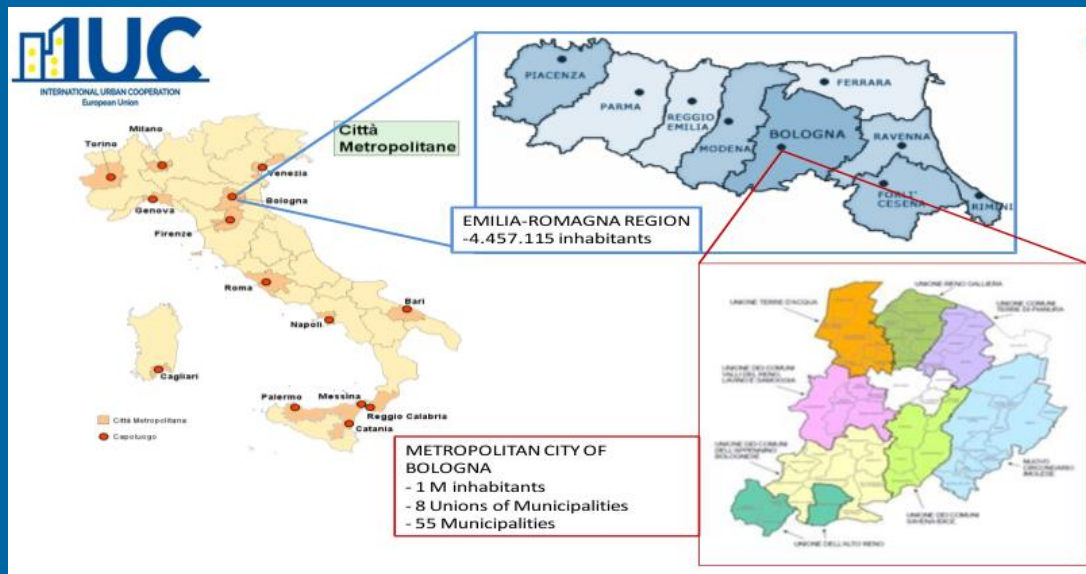 IUC
INTERNATIONAL URBAN COOPERATION
European Union
Città
Metropolitane
Milano
Torino
Venezia
Bologna
Genova
Firenze
Roma
Bari
Napoli
Cagliari
Palermo
Messina
Reggio Calabria
Catania
Città Metropolitana
Capoluogo
PIACENZA
PARMA
REGGIO
EMILIA
MODENA
FERRARA
BOLOGNA
RAVENNA
FORLI'
CESENA
RIMINI
EMILIA-ROMAGNA REGION
-4.457.115 inhabitants
METROPOLITAN CITY OF
BOLOGNA
- 1 M inhabitants
- 8 Unions of Municipalities
- 55 Municipalities
UNIONE RENO GALLIERA
UNIONE TERRE D'ACQUA
UNIONE COMUNI
TERRE DI PIANURA
UNIONE DEI COMUNI
VALLI DEL RENO,
LAVINO E SAMOGGIA
UNIONE DEI COMUNI
DELL'APPENNINO
BOLOGNESE
NUOVO
CIRCONDARIO
IMOLESE
UNIONE DEI COMUNI
SAVENA-IDICE
UNIONE DELL'ALTO RENO